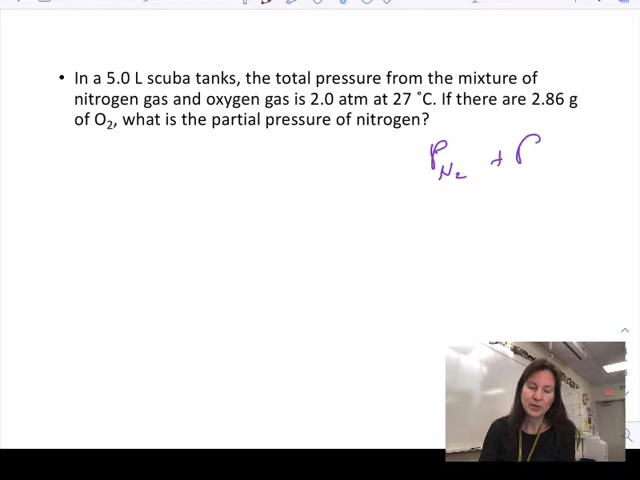 • In a 5.0 L scuba tanks, the total pressure from the mixture of
nitrogen gas and oxygen gas is 2.0 atm at 27 ˚C. If there are 2.86 g
of O₂, what is the partial pressure of nitrogen?
P N₂ + P